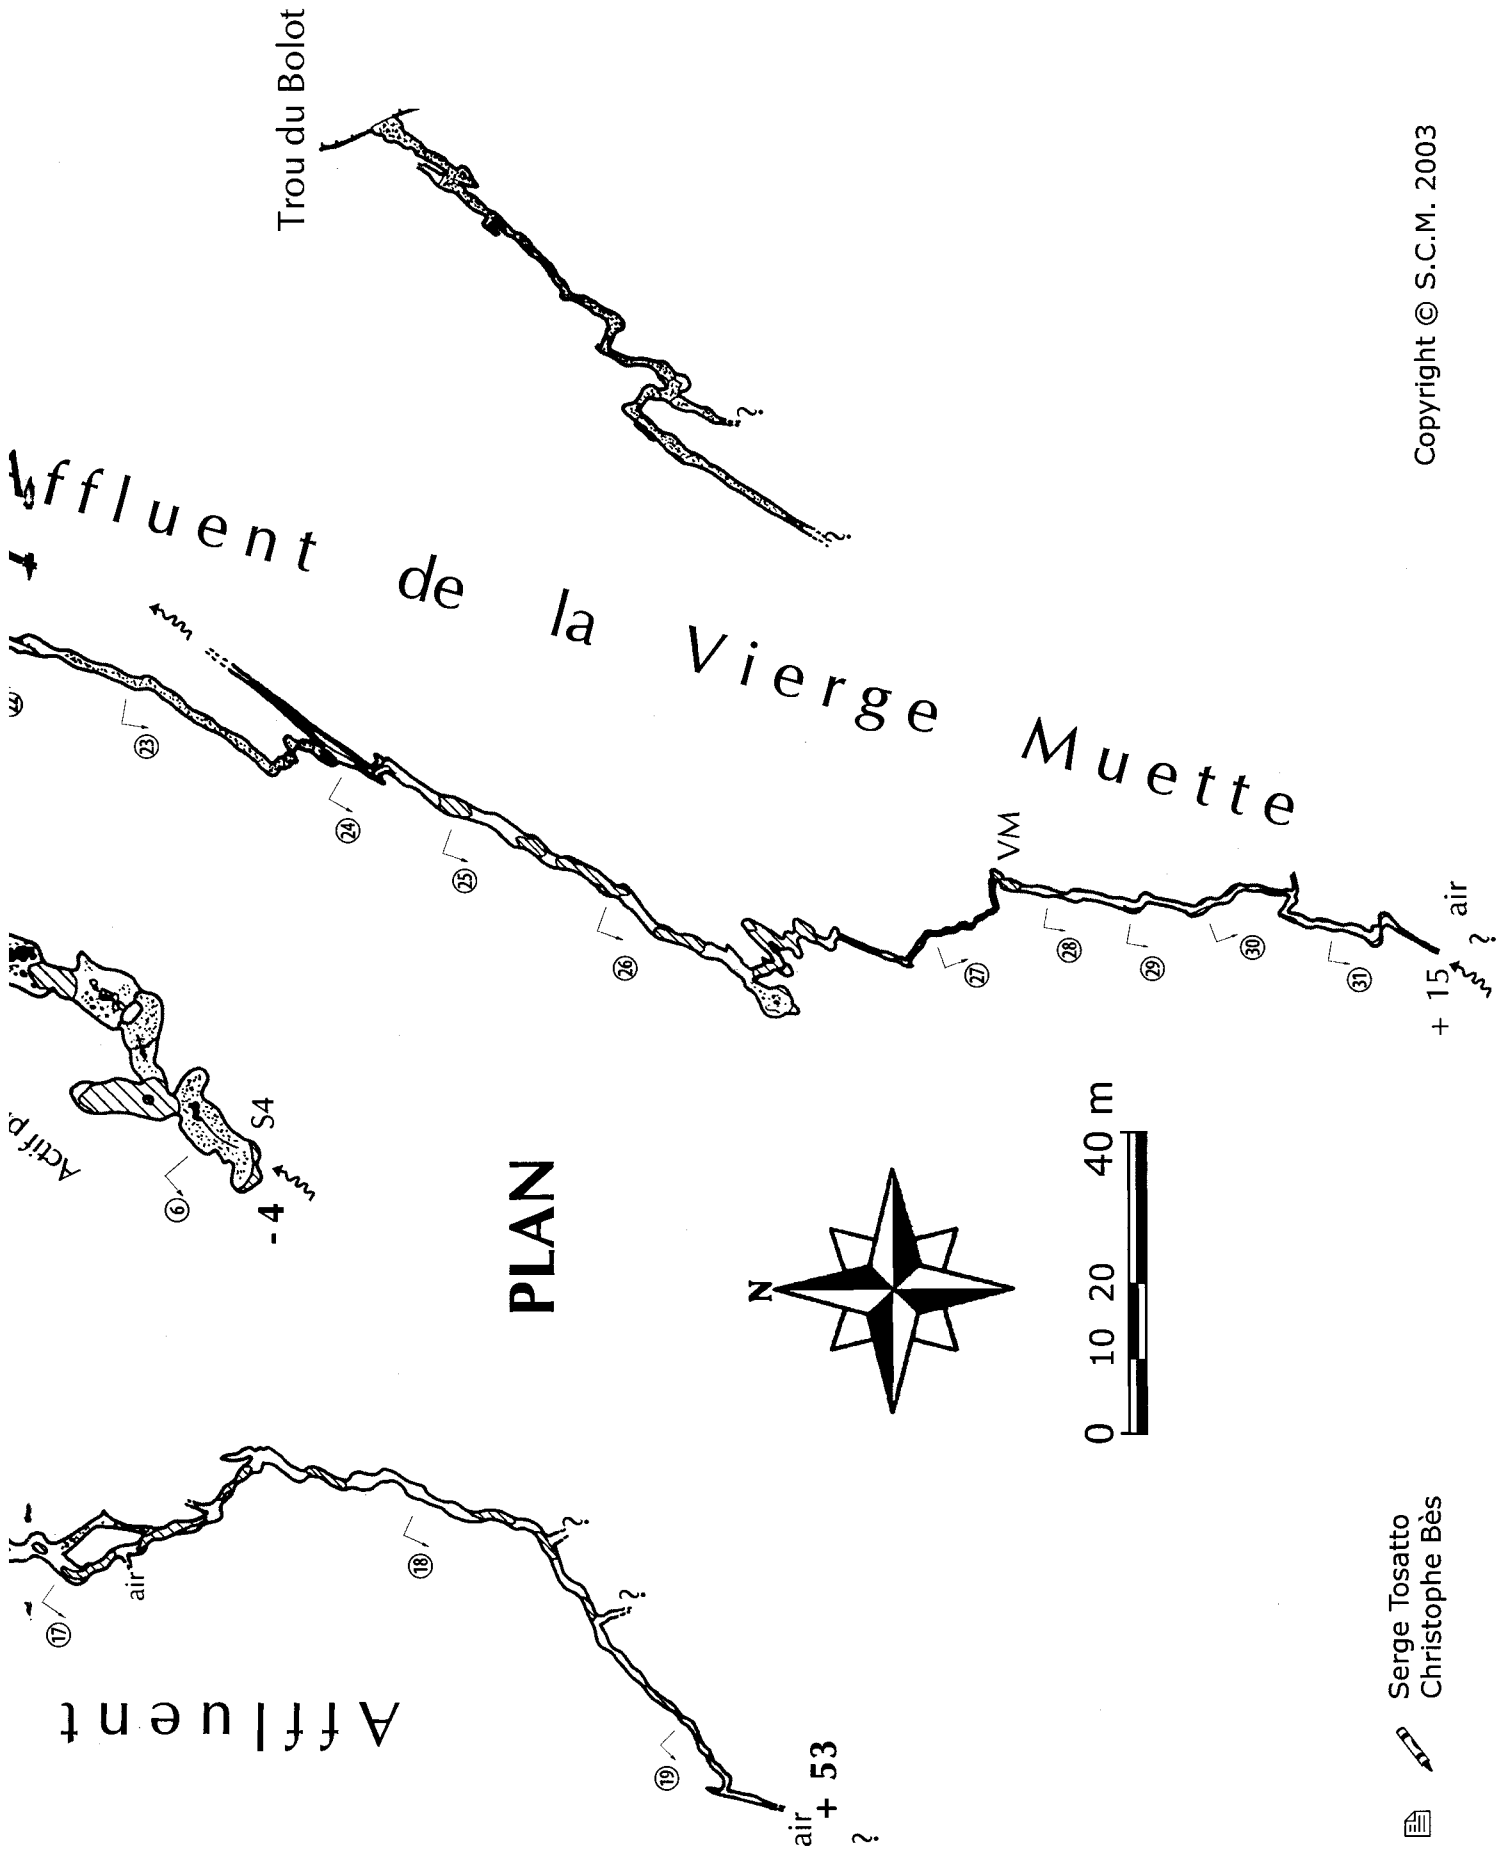 Trou du Bolot
ffluent de la Vierge Muette
23
24
25
26
27
VM
28
29
30
31
+ 15
air
?
?
?
Actif p
6
S4
- 4
PLAN
N
0 10 20 40 m
17
air
18
?
?
19
air
+ 53
?
Affluent
Serge Tosatto
Christophe Bès
Copyright © S.C.M. 2003